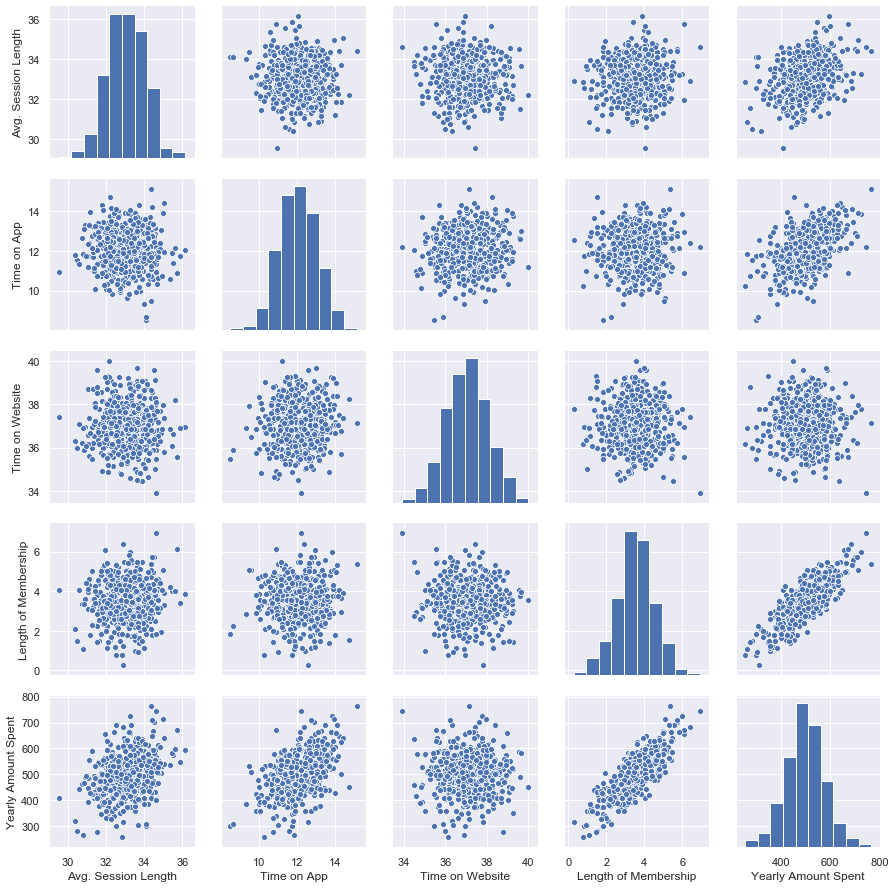 36
34
32
30
Avg. Session Length
14
12
10
Time on App
40
38
36
34
Time on Website
6
4
2
0
Length of Membership
800
700
600
500
400
300
Yearly Amount Spent
30 32 34 36
Avg. Session Length
10 12 14
Time on App
34 36 38 40
Time on Website
0 2 4 6
Length of Membership
400 600 800
Yearly Amount Spent